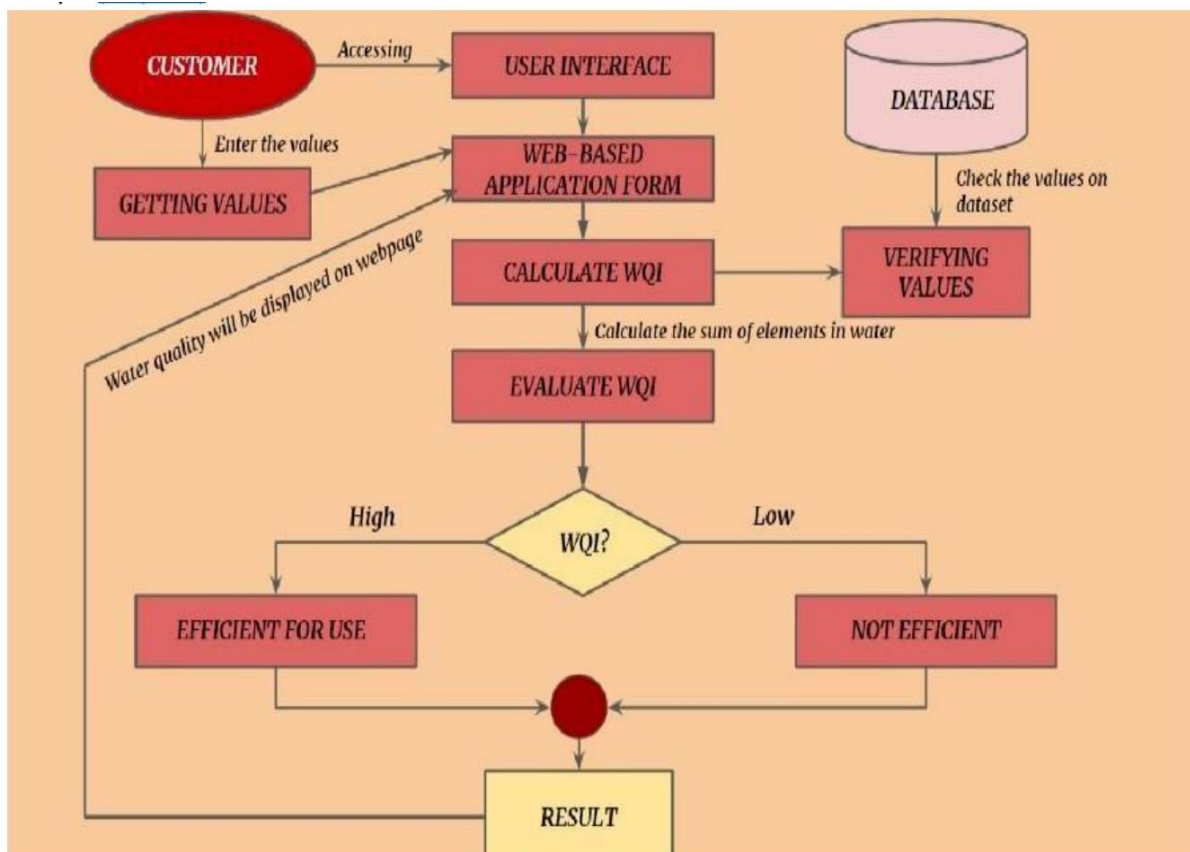 CUSTOMER
Accessing
USER INTERFACE
DATABASE
Enter the values
WEB-BASED
APPLICATION FORM
GETTING VALUES
Check the values on
dataset
Water quality will be displayed on webpage
CALCULATE WQI
VERIFYING
VALUES
Calculate the sum of elements in water
EVALUATE WQI
High
WQI?
Low
EFFICIENT FOR USE
NOT EFFICIENT
RESULT